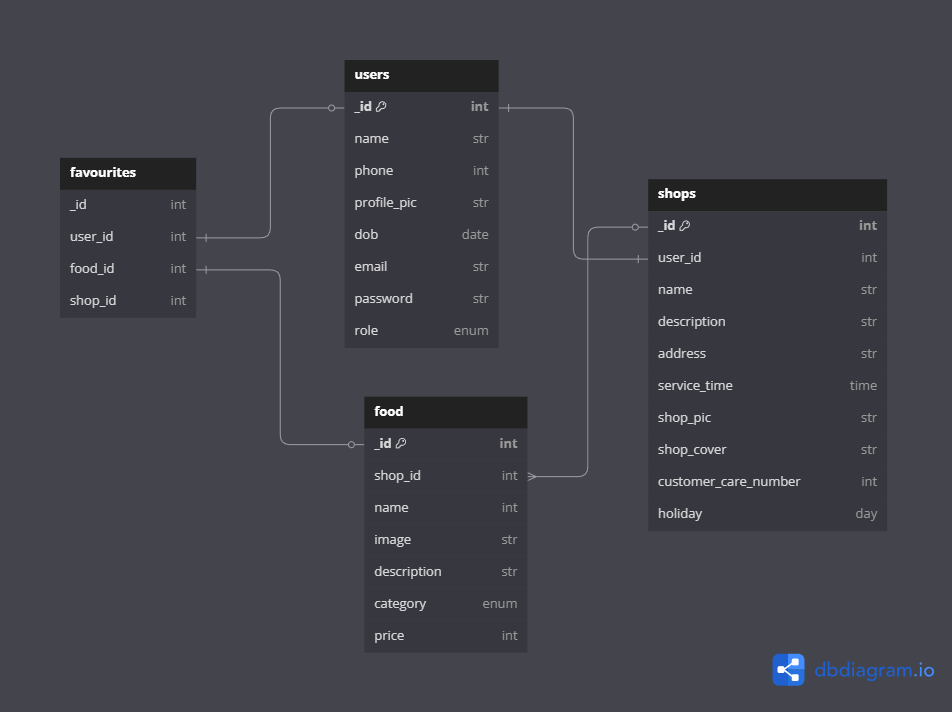 users
_id int
name str
phone int
profile_pic str
dob date
email str
password str
role enum
favourites
_id int
user_id int
food_id int
shop_id int
shops
_id int
user_id int
name str
description str
address str
service_time time
shop_pic str
shop_cover str
customer_care_number int
holiday day
food
_id int
shop_id int
name int
image str
description str
category enum
price int
dbdiagram.io